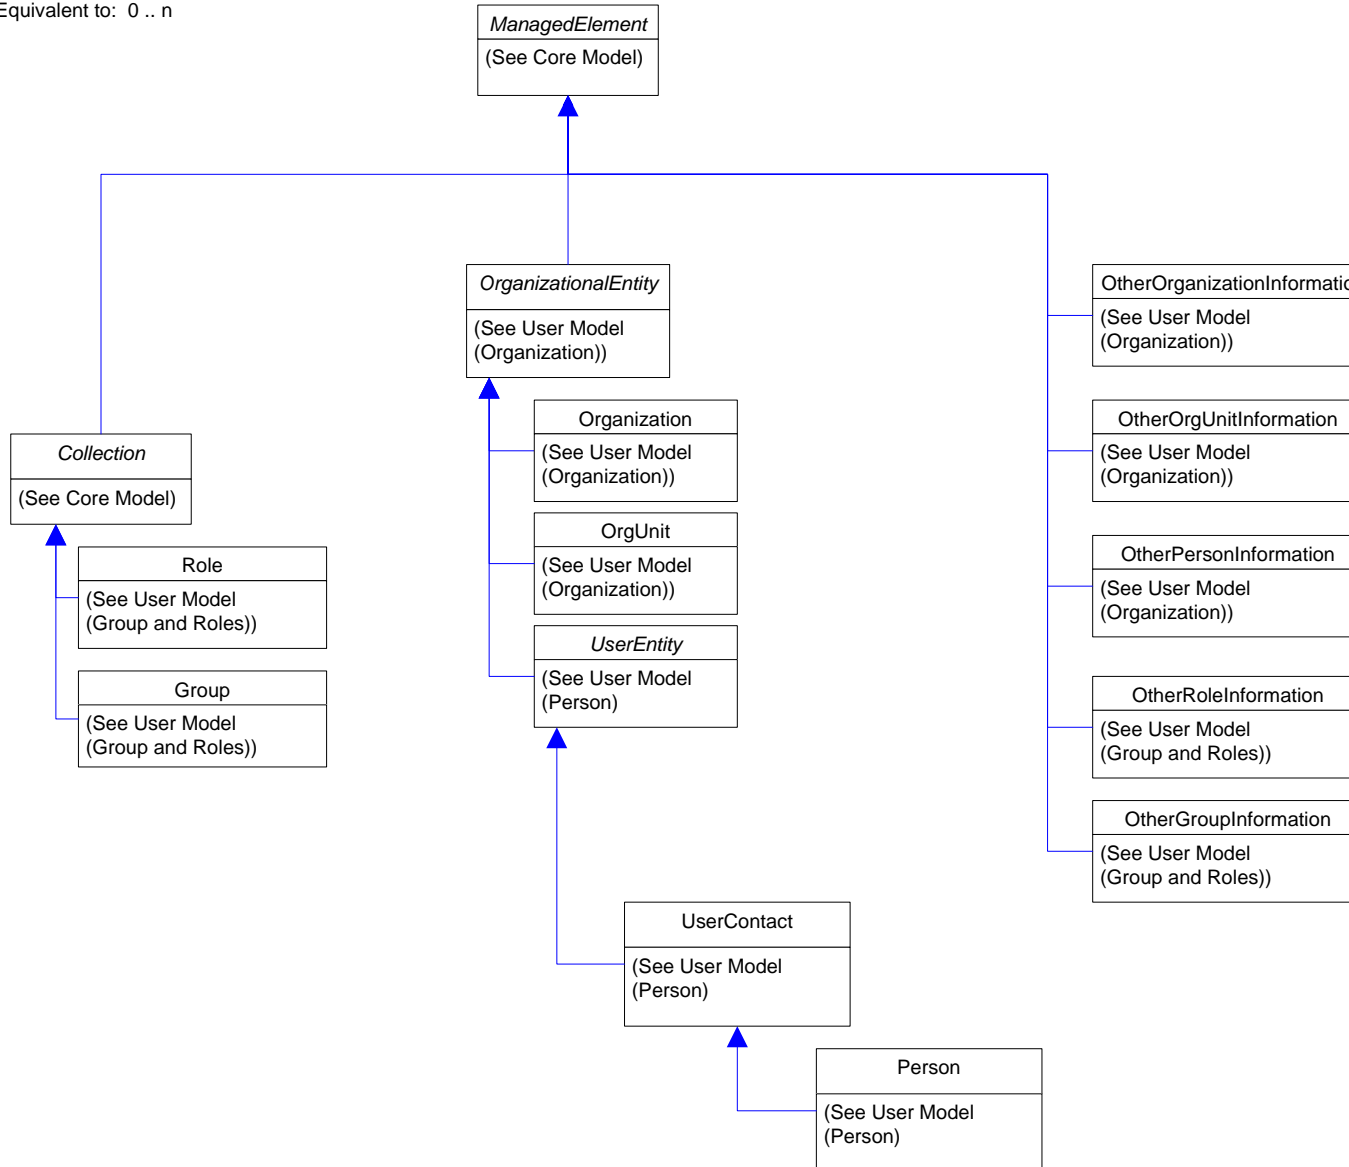 Equivalent to: 0 .. n
ManagedElement
(See Core Model)
OrganizationalEntity
(See User Model
(Organization))
Organization
(See User Model
(Organization))
OrgUnit
(See User Model
(Organization))
UserEntity
(See User Model
(Person)
Collection
(See Core Model)
Role
(See User Model
(Group and Roles))
Group
(See User Model
(Group and Roles))
UserContact
(See User Model
(Person)
Person
(See User Model
(Person)
OtherOrganizationInformatio
(See User Model
(Organization))
OtherOrgUnitInformation
(See User Model
(Organization))
OtherPersonInformation
(See User Model
(Organization))
OtherRoleInformation
(See User Model
(Group and Roles))
OtherGroupInformation
(See User Model
(Group and Roles))